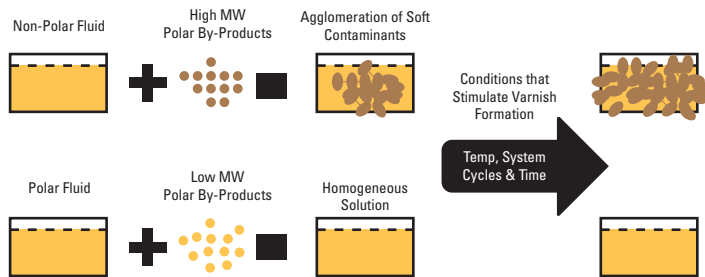 Non-Polar Fluid
High MW
Polar By-Products
Agglomeration of Soft
Contaminants
Conditions that
Stimulate Varnish
Formation
Temp, System
Cycles & Time
Polar Fluid
Low MW
Polar By-Products
Homogeneous
Solution